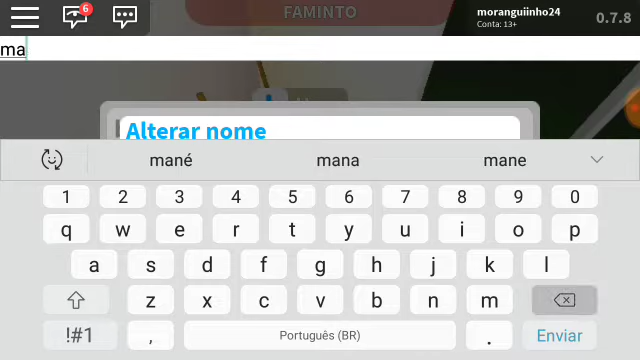 FAMINTO
6
moranguiinho24
Conta: 13+
0.7.8
ma
Alterar nome
mané mana mane
1 2 3 4 5 6 7 8 9 0
q w e r t y u i o p
a s d f g h j k l
z x c v b n m
!#1 , Português (BR) . Enviar